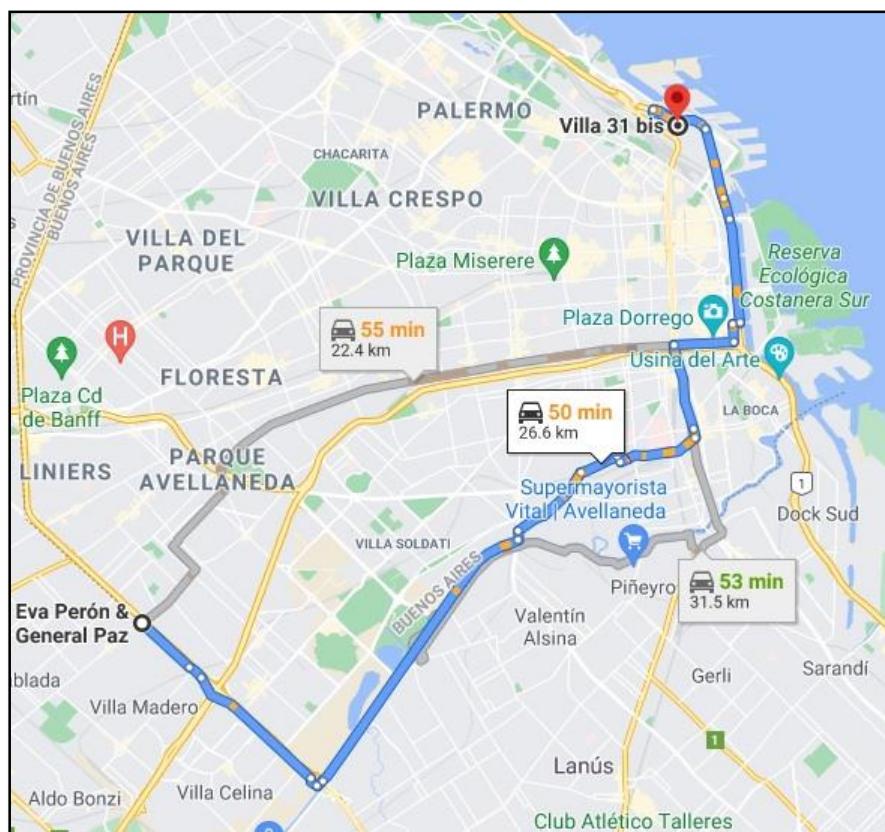 artín
PROVINCIA DE BUENOS AIRES
BUENOS AIRES
PALERMO
Villa 31 bis
CHACARITA
VILLA CRESPO
VILLA DEL
PARQUE
Plaza Miserere
Reserva
Ecológica
Costanera Sur
55 min
22.4 km
Plaza Dorrego
H
Usina del Arte
FLORESTA
Plaza Cd
de Banff
50 min
26.6 km
LA BOCA
LINIERS
PARQUE
AVELLANEDA
Supermayorista
Vital | Avellaneda
1
Dock Sud
VILLA SOLDATI
BUENOS AIRES
Piñeyro
53 min
31.5 km
Eva Perón &
General Paz
Valentín
Alsina
ablada
Gerli
Sarandí
Villa Madero
1
Lanús
Aldo Bonzi
Villa Celina
Club Atlético Talleres